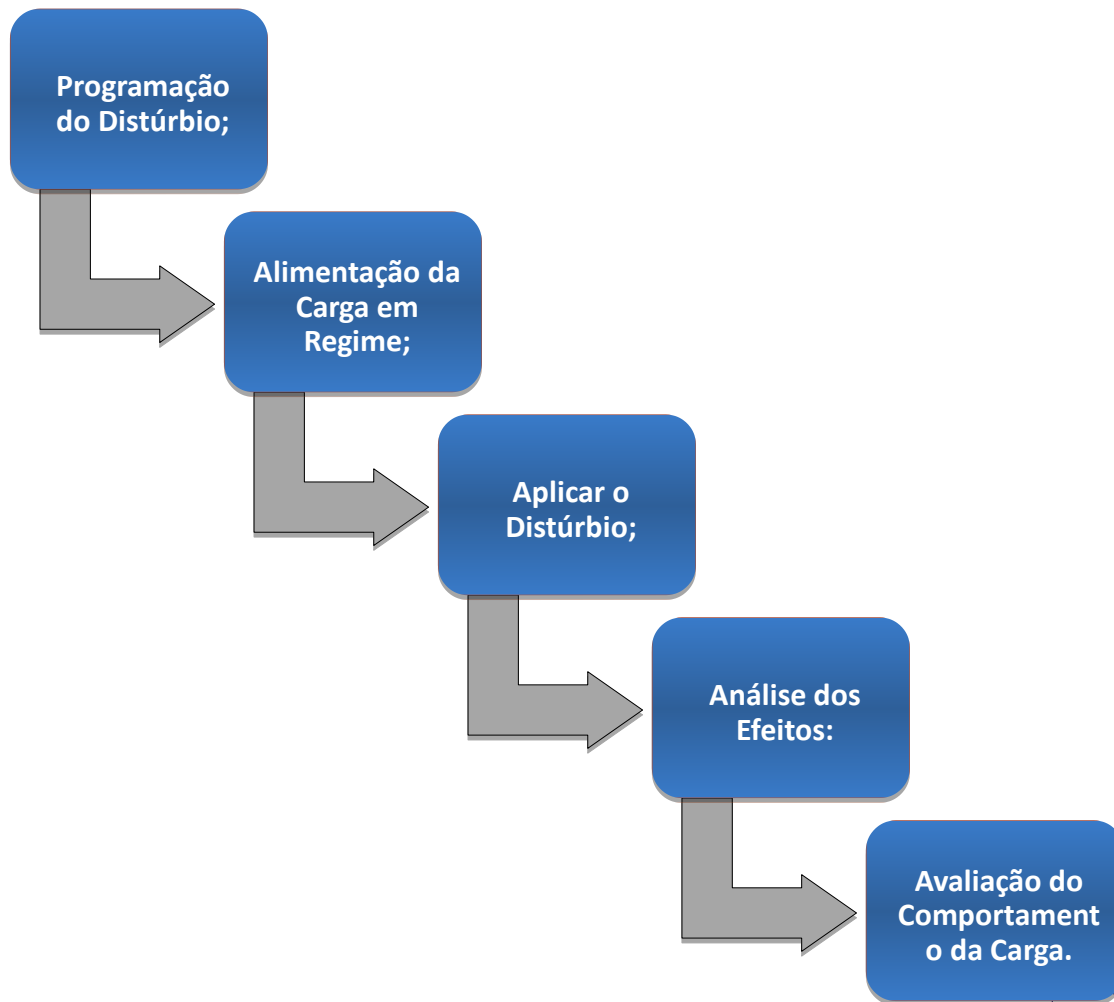 Programação
do Distúrbio;
Alimentação da
Carga em
Regime;
Aplicar o
Distúrbio;
Análise dos
Efeitos:
Avaliação do
Comportament
o da Carga.